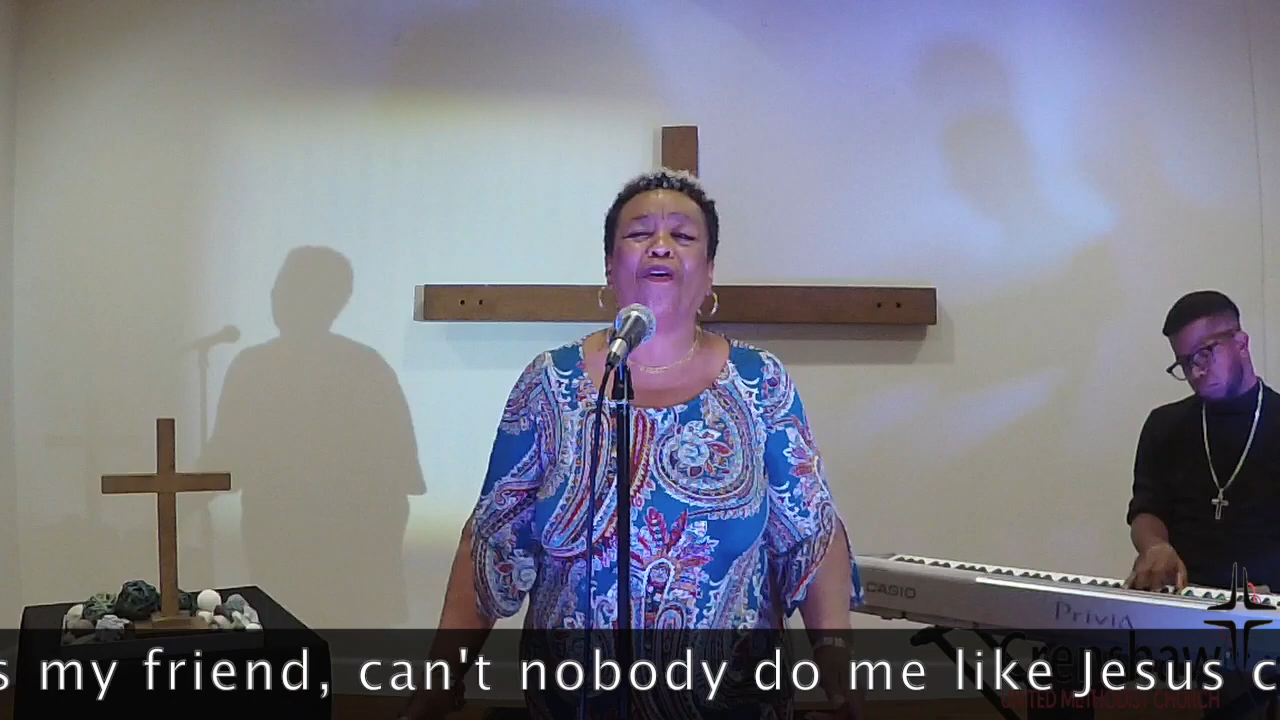 CASIO
Privia
s my friend, can't nobody do me like Jesus c
Crenshaw
UNITED METHODIST CHURCH